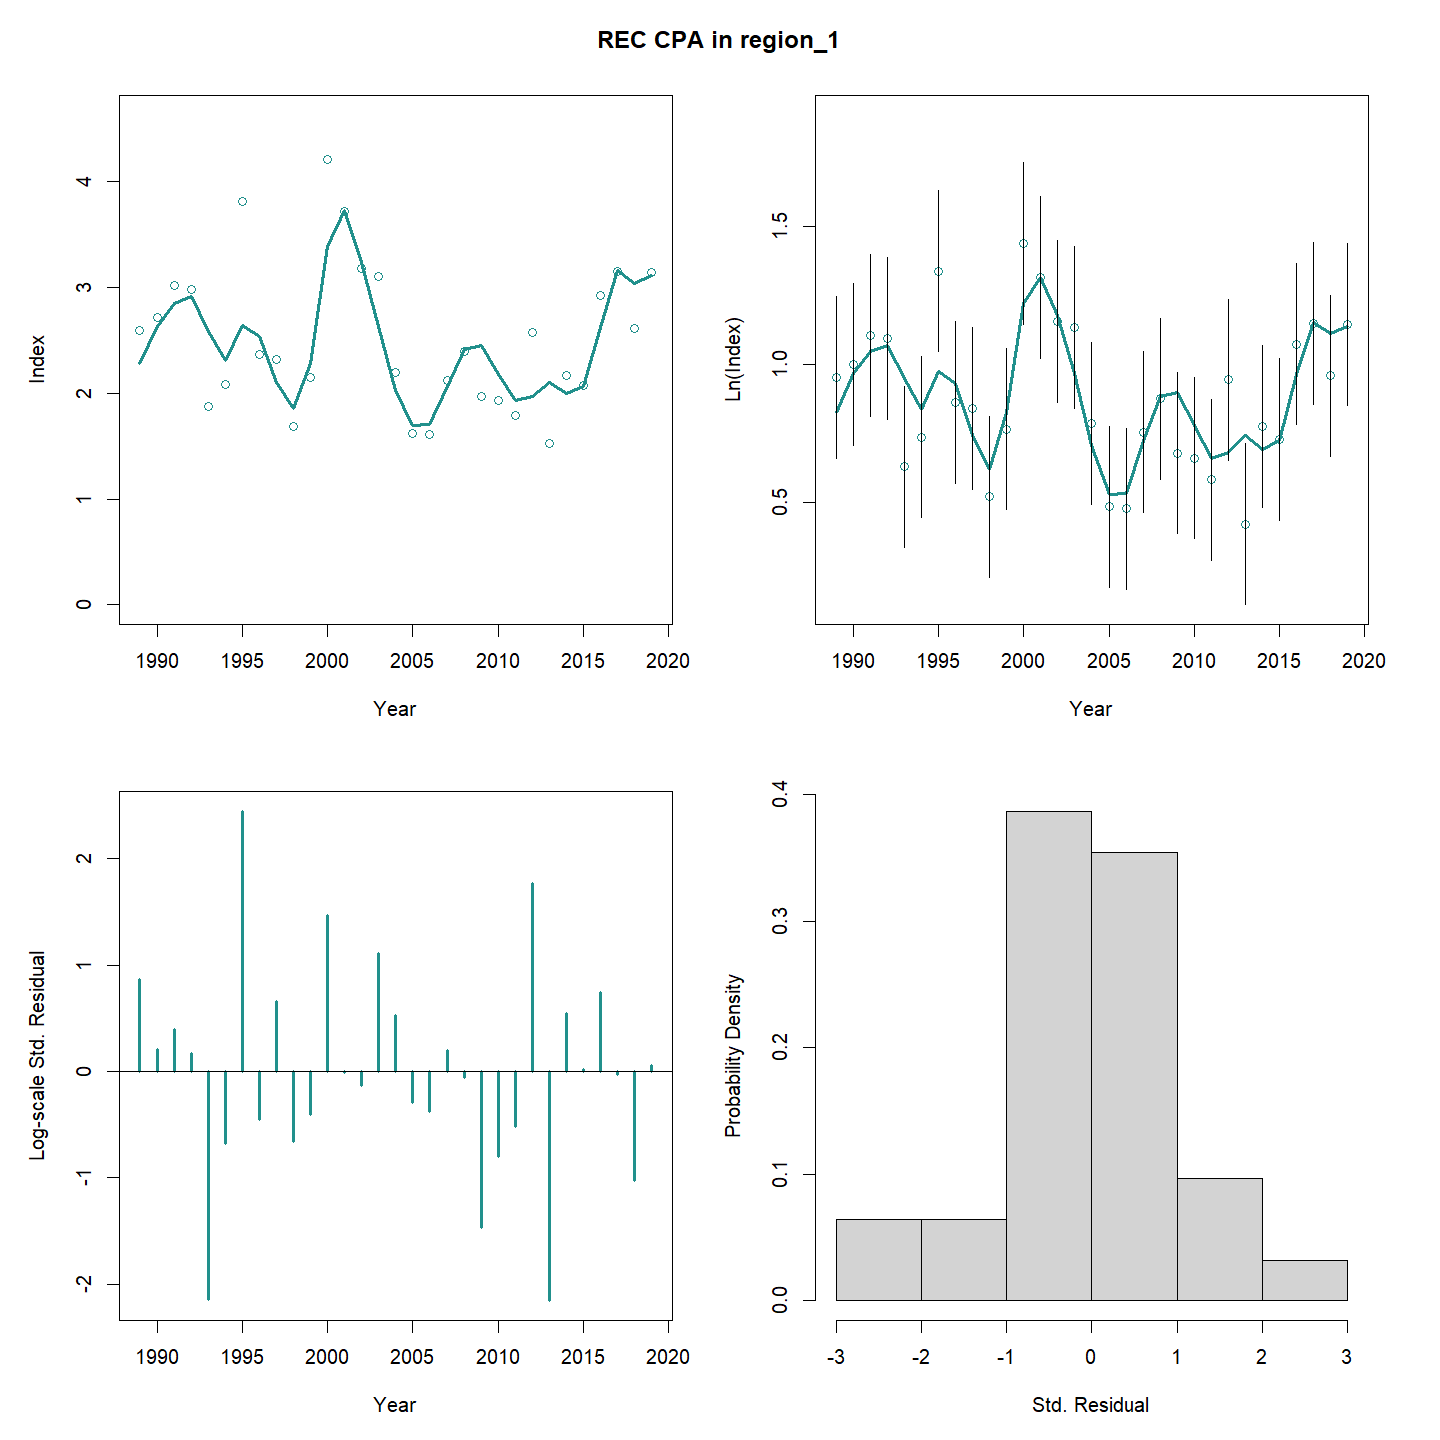 REC CPA in region_1
Index
4
3
2
1
0
1990 1995 2000 2005 2010 2015 2020
Year
Ln(Index)
1.5
1.0
0.5
1990 1995 2000 2005 2010 2015 2020
Year
Log-scale Std. Residual
2
1
0
-1
-2
1990 1995 2000 2005 2010 2015 2020
Year
Probability Density
0.4
0.3
0.2
0.1
0.0
-3 -2 -1 0 1 2 3
Std. Residual